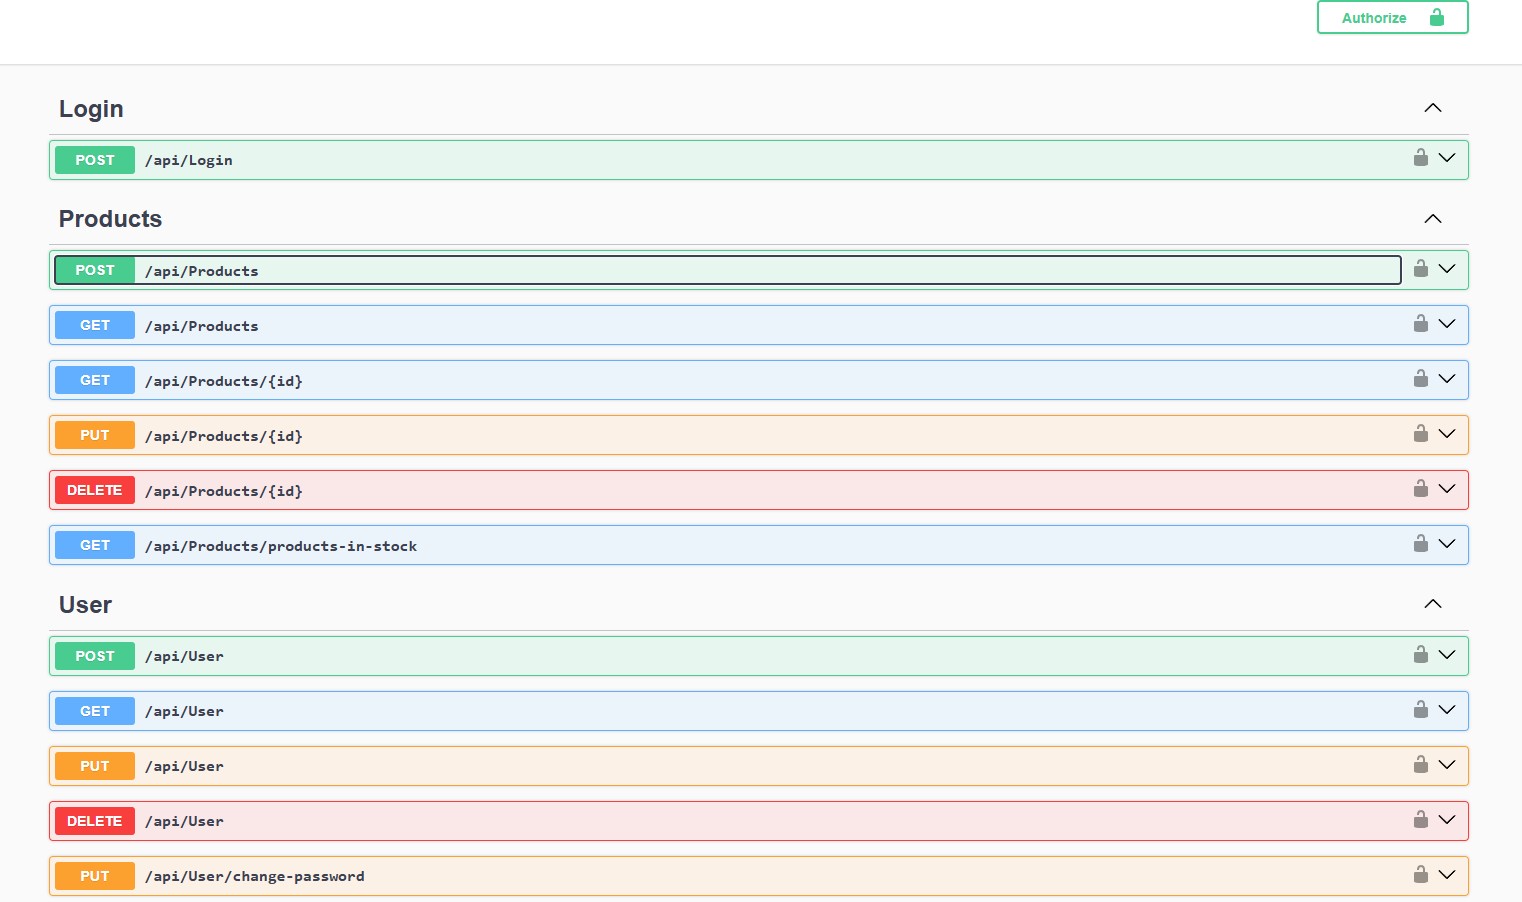 Authorize
Login
POST /api/Login
Products
POST /api/Products
GET /api/Products
GET /api/Products/{id}
PUT /api/Products/{id}
DELETE /api/Products/{id}
GET /api/Products/products-in-stock
User
POST /api/User
GET /api/User
PUT /api/User
DELETE /api/User
PUT /api/User/change-password